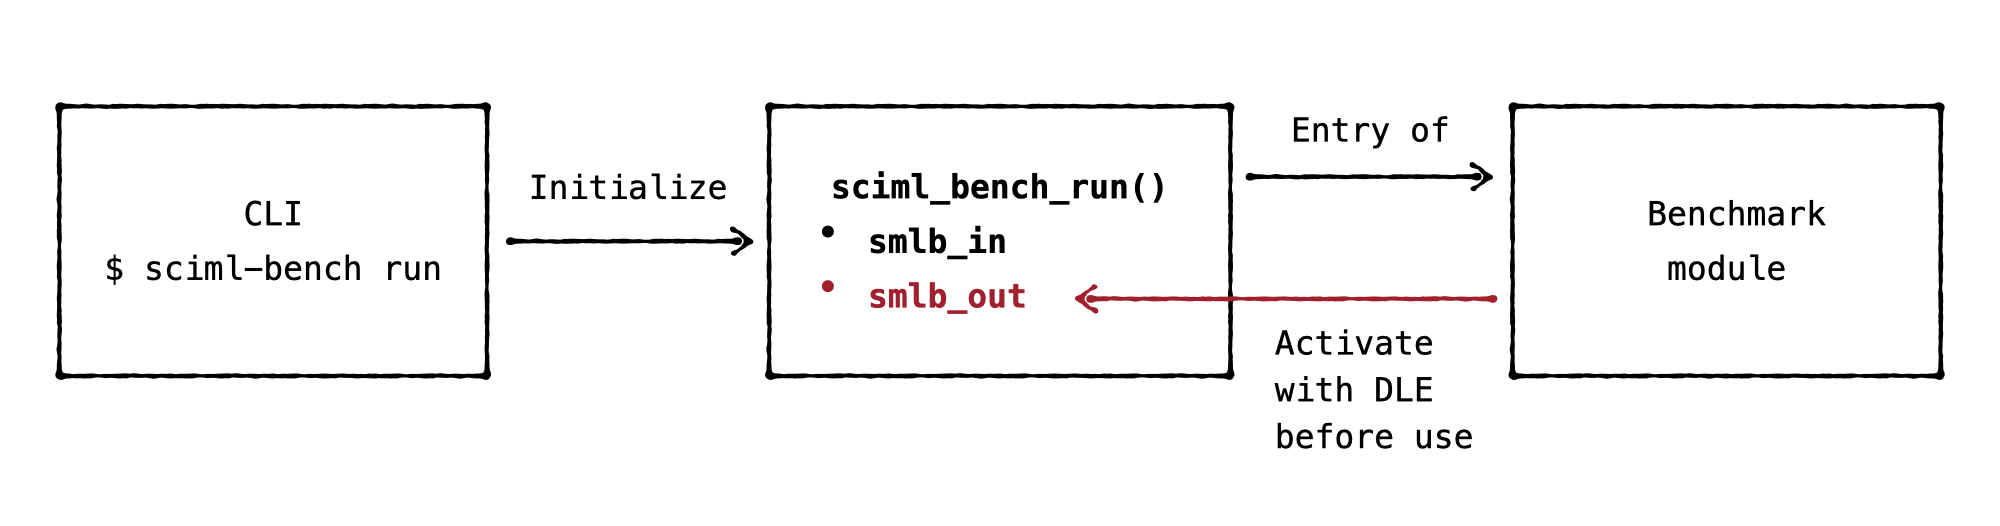 CLI
$ sciml-bench run
Initialize
sciml_bench_run()
• smlb_in
• smlb_out
Entry of
Activate
with DLE
before use
Benchmark
module